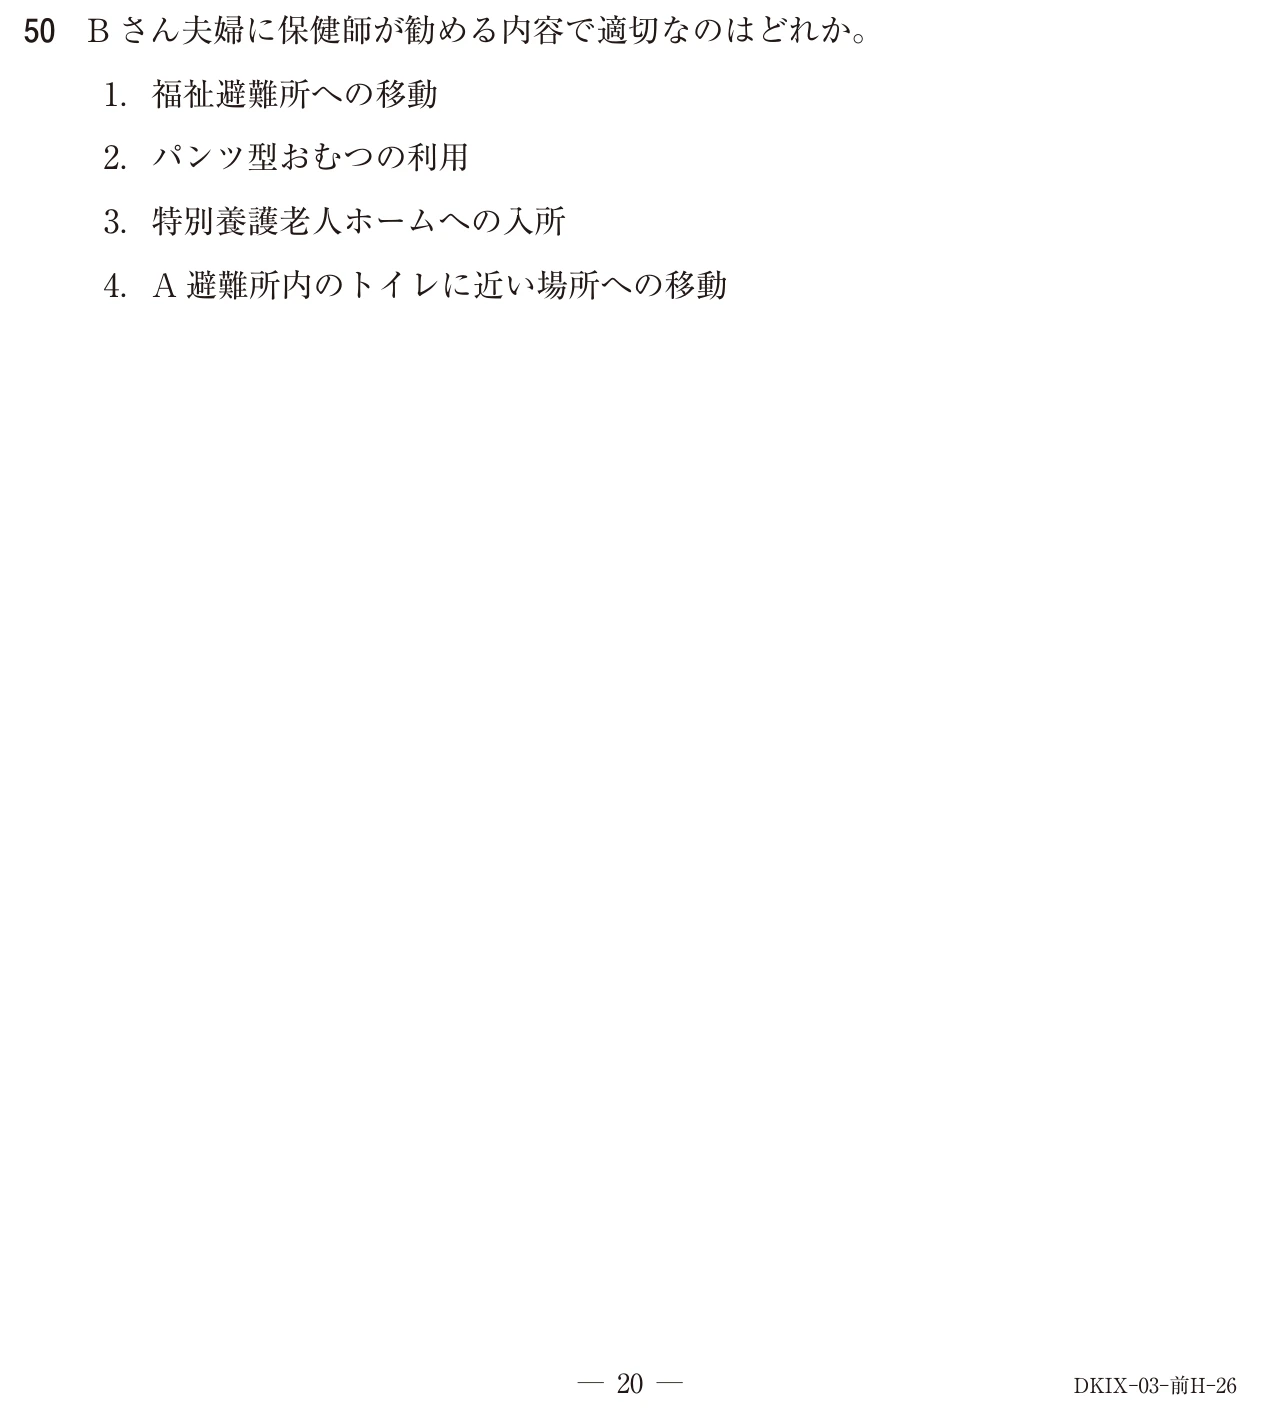 50 Bさん夫婦に保健師が勧める内容で適切なのはどれか。
1. 福祉避難所への移動
2. パンツ型おむつの利用
3. 特別養護老人ホームへの入所
4. A避難所内のトイレに近い場所への移動
— 20 —
DKIX-03-前H-26